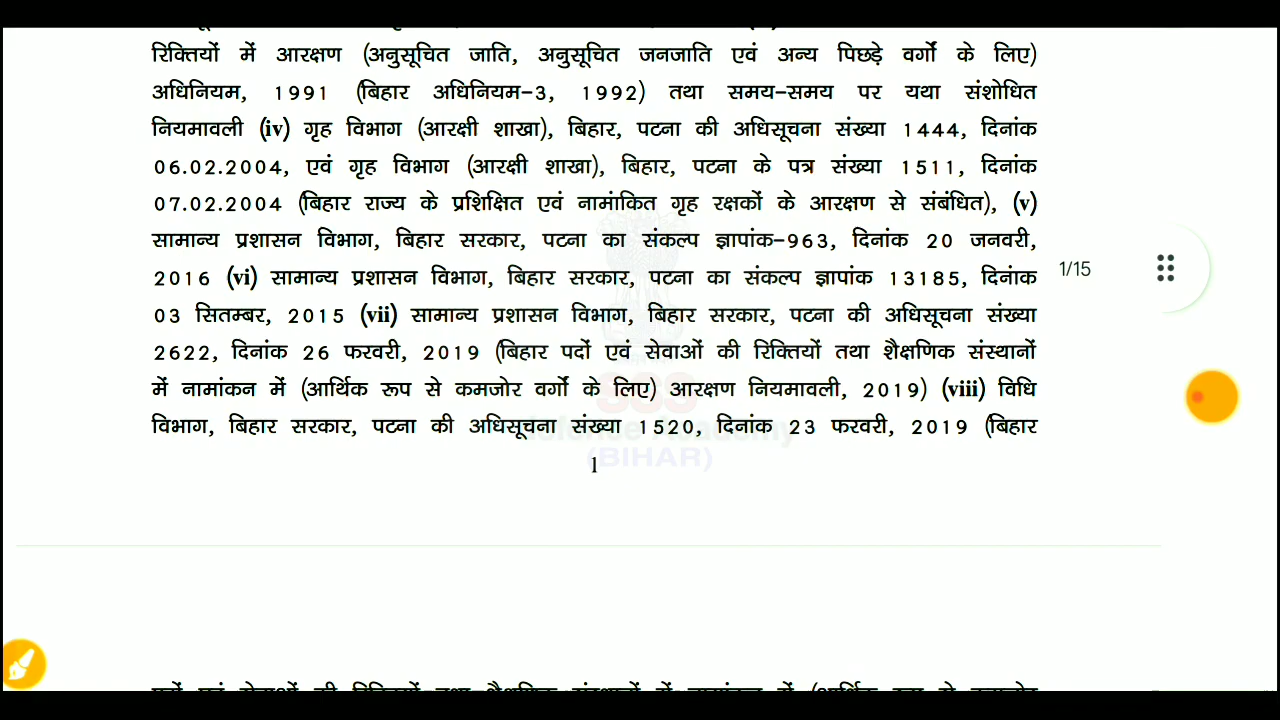 रिक्तियों में आरक्षण (अनुसूचित जाति, अनुसूचित जनजाति एवं अन्य पिछड़े वर्गों के लिए)
अधिनियम, 1991 (बिहार अधिनियम-3, 1992) तथा समय-समय पर यथा संशोधित
नियमावली (iv) गृह विभाग (आरक्षी शाखा), बिहार, पटना की अधिसूचना संख्या 1444, दिनांक
06.02.2004, एवं गृह विभाग (आरक्षी शाखा), बिहार, पटना के पत्र संख्या 1511, दिनांक
07.02.2004 (बिहार राज्य के प्रशिक्षित एवं नामांकित गृह रक्षकों के आरक्षण से संबंधित), (v)
सामान्य प्रशासन विभाग, बिहार सरकार, पटना का संकल्प ज्ञापांक-963, दिनांक 20 जनवरी,
2016 (vi) सामान्य प्रशासन विभाग, बिहार सरकार, पटना का संकल्प ज्ञापांक 13185, दिनांक
1/15
03 सितम्बर, 2015 (vii) सामान्य प्रशासन विभाग, बिहार सरकार, पटना की अधिसूचना संख्या
2622, दिनांक 26 फरवरी, 2019 (बिहार पदों एवं सेवाओं की रिक्तियों तथा शैक्षणिक संस्थानों
में नामांकन में (आर्थिक रूप से कमजोर वर्गों के लिए) आरक्षण नियमावली, 2019) (viii) विधि
SSS
विभाग, बिहार सरकार, पटना की अधिसूचना संख्या 1520, दिनांक 23 फरवरी, 2019 (बिहार
Defence Academy
(BIHAR)
1